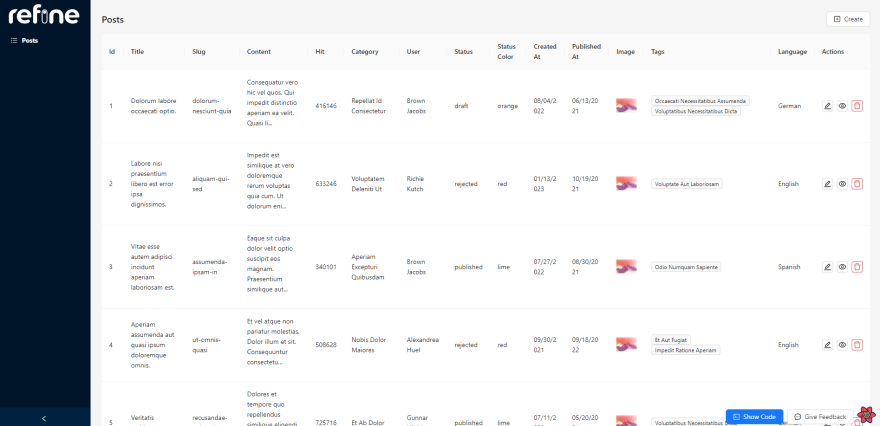 refine
Posts
Posts
Create
Id Title Slug Content Hit Category User Status Status Color Created At Published At Image Tags Language Actions
1 Dolorum labore occaecati optio. dolorum-nesciunt-quia Consequatur vero hic vel quos. Qui impedit distinctio aperiam ea velit. Quasi li... 416146 Repellat Id Consectetur Brown Jacobs draft orange 08/04/2022 06/13/2021 Occaecati Necessitatibus Assumenda Voluptatibus Necessitatibus Dicta German
2 Labore nisi praesentium libero est error ipsa dignissimos. aliquam-qui-sed Impedit est similique at vero doloremque rerum voluptas quia cum. Ut dolorum eni... 633246 Voluptatem Deleniti Ut Richie Kutch rejected red 01/13/2023 10/19/2021 Voluptate Aut Laboriosam English
3 Vitae esse autem adipisci incidunt aperiam laboriosam est. assumenda-ipsam-in Eaque sit culpa dolor velit optio suscipit eos magnam. Praesentium similique aut... 340101 Aperiam Excepturi Quibusdam Brown Jacobs published lime 07/27/2022 08/30/2021 Odio Numquam Sapiente Spanish
4 Aperiam assumenda aut quasi ipsum doloremque omnis. ut-omnis-quasi Et vel atque non pariatur molestias. Dolor illum et sit. Consequuntur consectetu... 508628 Nobis Dolor Maiores Alexandrea Huel rejected red 09/30/2021 09/18/2022 Et Aut Fugiat Impedit Ratione Aperiam English
5 Veritatis recusandae- Dolores et tempore quo repellendus similique eligendi 725716 Et Ab Dolor Gunnar published lime 07/11/2 05/20/20 Voluptatibus Necessitatibus
Show Code
Give Feedback